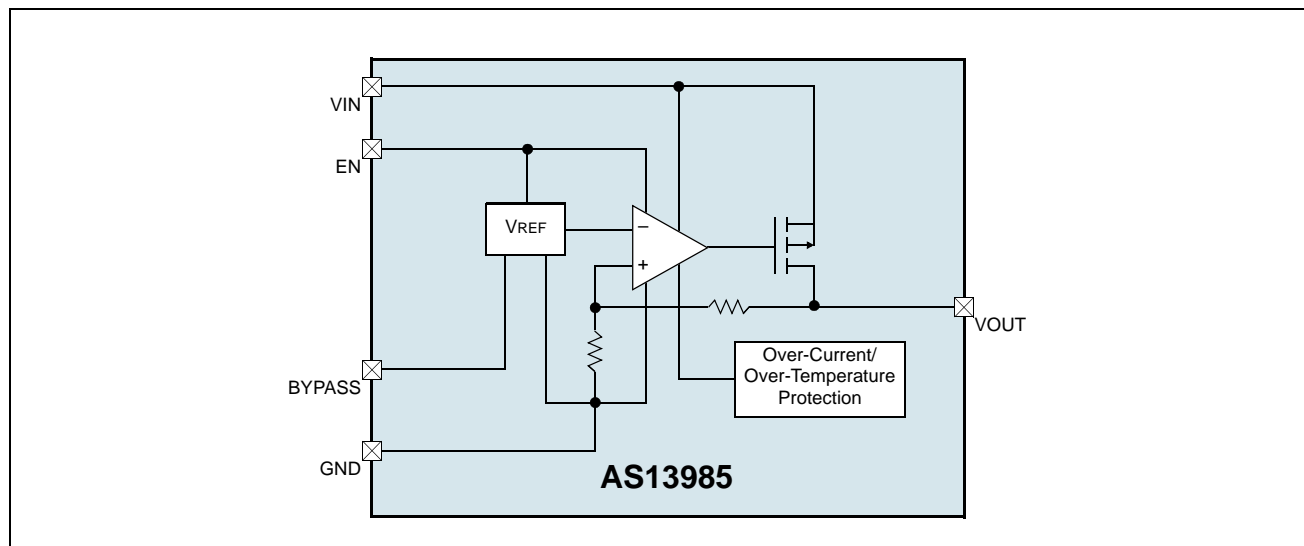 VIN
EN
VREF
−
+
VOUT
Over-Current/
Over-Temperature
Protection
BYPASS
GND
AS13985